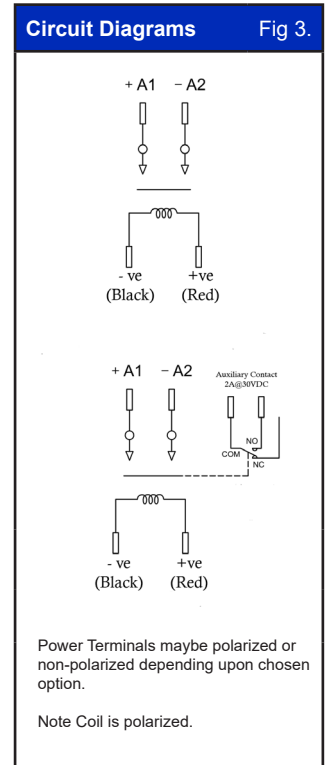 Circuit Diagrams Fig 3.
+ A1 − A2
- ve +ve
(Black) (Red)
+ A1 − A2
Auxiliary Contact
2A@30VDC
NO
COM
NC
- ve +ve
(Black) (Red)
Power Terminals maybe polarized or
non-polarized depending upon chosen
option.
Note Coil is polarized.